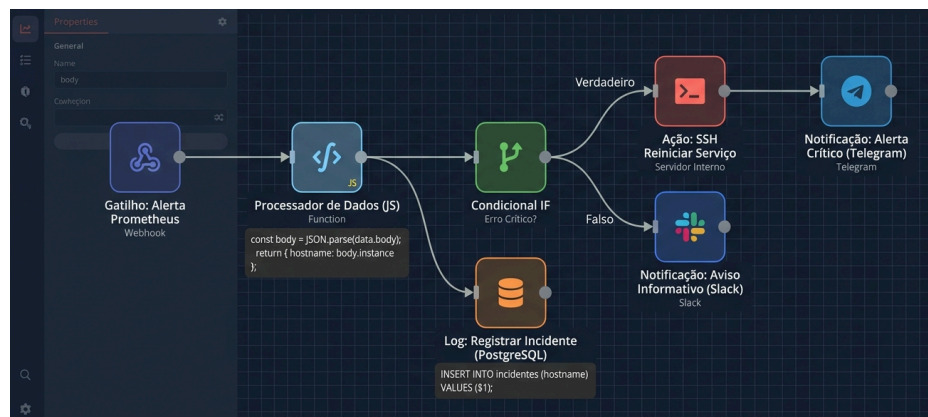 Properties
General
Name
body
Gatilho: Alerta
Prometheus
Webhook
JS
Processador de Dados (JS)
Function
const body = JSON.parse(data.body);
return { hostname: body.instance
};
Condicional IF
Erro Crítico?
Log: Registrar Incidente
(PostgreSQL)
INSERT INTO incidentes (hostname)
VALUES ($1);
Verdadeiro
Falso
Ação: SSH
Reiniciar Serviço
Servidor Interno
Notificação: Alerta
Crítico (Telegram)
Telegram
Notificação: Aviso
Informativo (Slack)
Slack